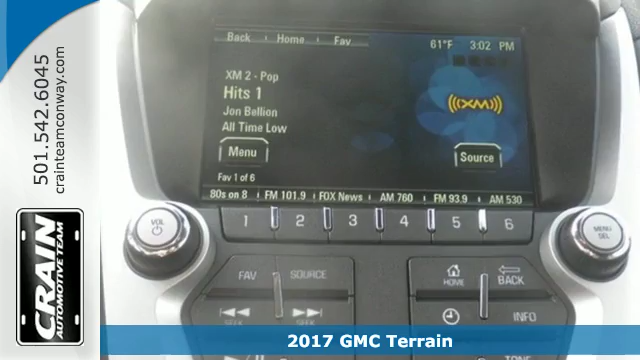 Back Home Fav 61°F 3:02 PM
XM 2 - Pop
Hits 1
Jon Bellion
All Time Low
Menu
Source
((XM))
Fav 1 of 6
80s on 8 FM 101.9 FOX News AM 760 FM 93.9 AM 530
1 2 3 4 5 6
VOL
MENU
SEL
FAV SOURCE
HOME BACK
SEEK SEEK
INFO
TONE
501.542.6045
crainteamconway.com
CRAIN
AUTOMOTIVE TEAM
2017 GMC Terrain